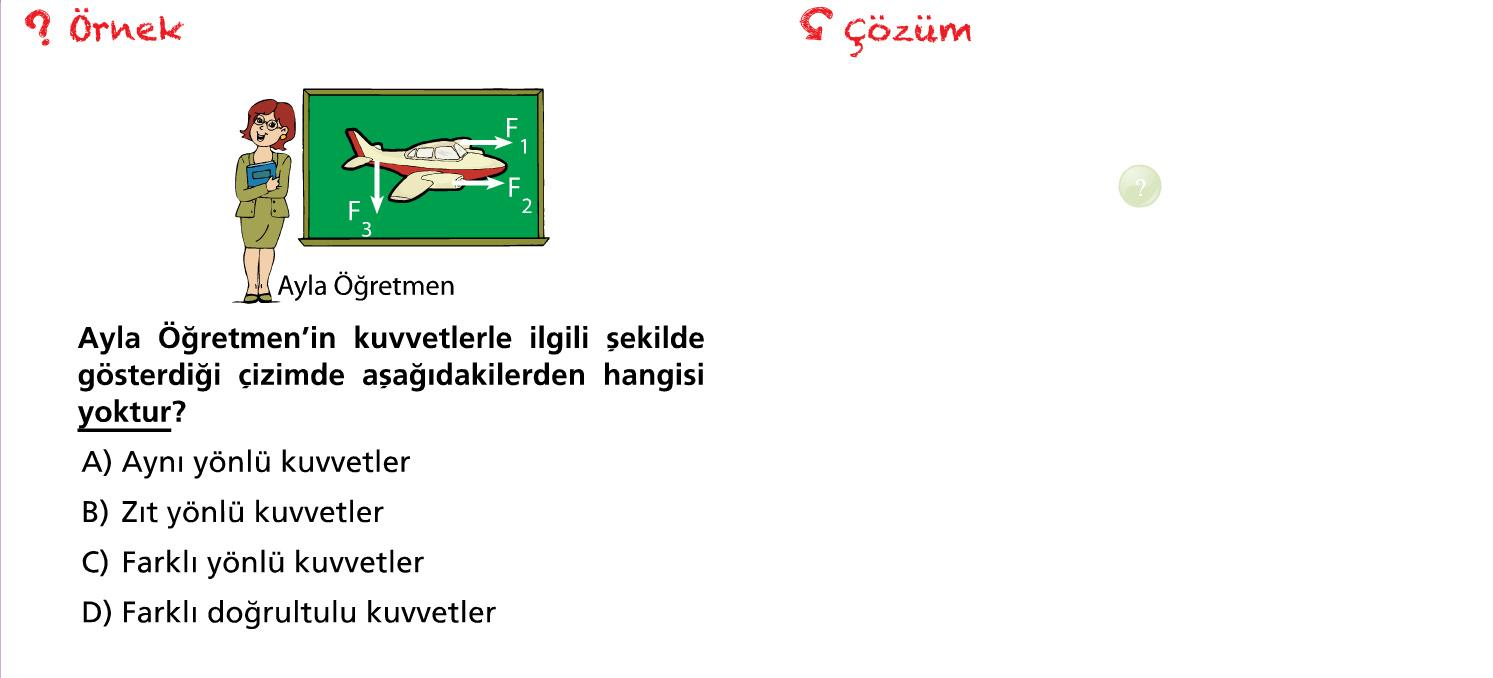 ? Örnek
Çözüm
F1
F2
F3
?
Ayla Öğretmen
Ayla Öğretmen’in kuvvetlerle ilgili şekilde
gösterdiği çizimde aşağıdakilerden hangisi
yoktur?
A) Aynı yönlü kuvvetler
B) Zıt yönlü kuvvetler
C) Farklı yönlü kuvvetler
D) Farklı doğrultulu kuvvetler